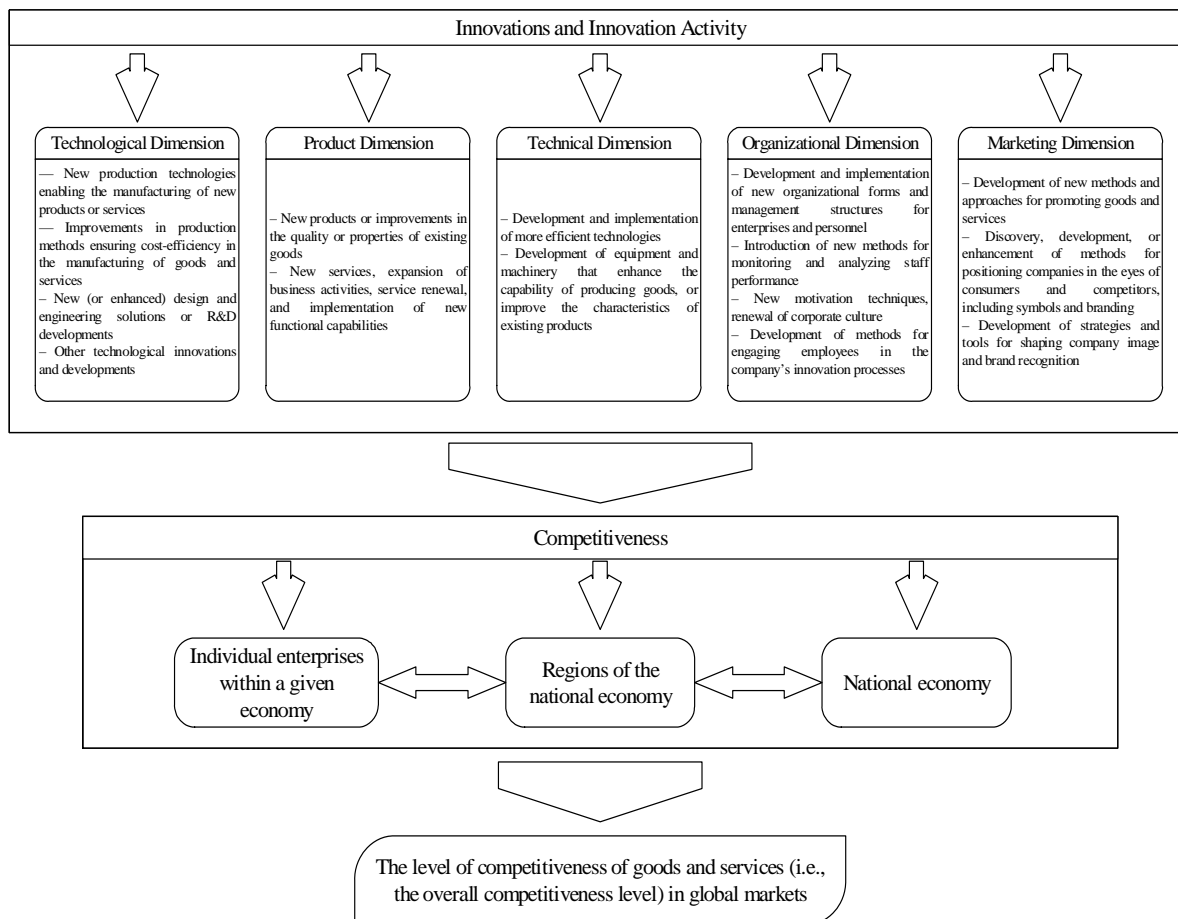 Innovations and Innovation Activity
Technological Dimension
— New production technologies
enabling the manufacturing of new
products or services
— Improvements in production
methods ensuring cost-efficiency in
the manufacturing of goods and
services
– New (or enhanced) design and
engineering solutions or R&D
developments
– Other technological innovations
and developments
Product Dimension
– New products or improvements in
the quality or properties of existing
goods
– New services, expansion of
business activities, service renewal,
and implementation of new
functional capabilities
Technical Dimension
– Development and implementation
of more efficient technologies
– Development of equipment and
machinery that enhance the
capability of producing goods, or
improve the characteristics of
existing products
Organizational Dimension
– Development and implementation
of new organizational forms and
management structures for
enterprises and personnel
– Introduction of new methods for
monitoring and analyzing staff
performance
– New motivation techniques,
renewal of corporate culture
– Development of methods for
engaging employees in the
company's innovation processes
Marketing Dimension
– Development of new methods and
approaches for promoting goods and
services
– Discovery, development, or
enhancement of methods for
positioning companies in the eyes of
consumers and competitors,
including symbols and branding
– Development of strategies and
tools for shaping company image
and brand recognition
Competitiveness
Individual enterprises
within a given
economy
Regions of the
national economy
National economy
The level of competitiveness of goods and services (i.e.,
the overall competitiveness level) in global markets